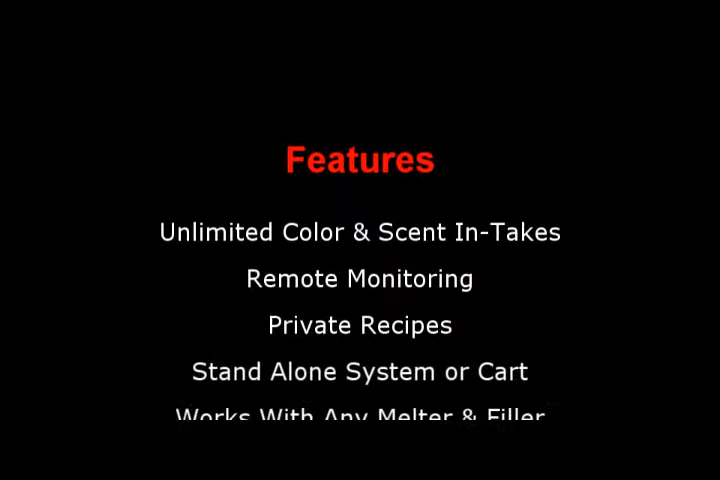 Features
Unlimited Color & Scent In-Takes
Remote Monitoring
Private Recipes
Stand Alone System or Cart
Works With Any Melter & Filler